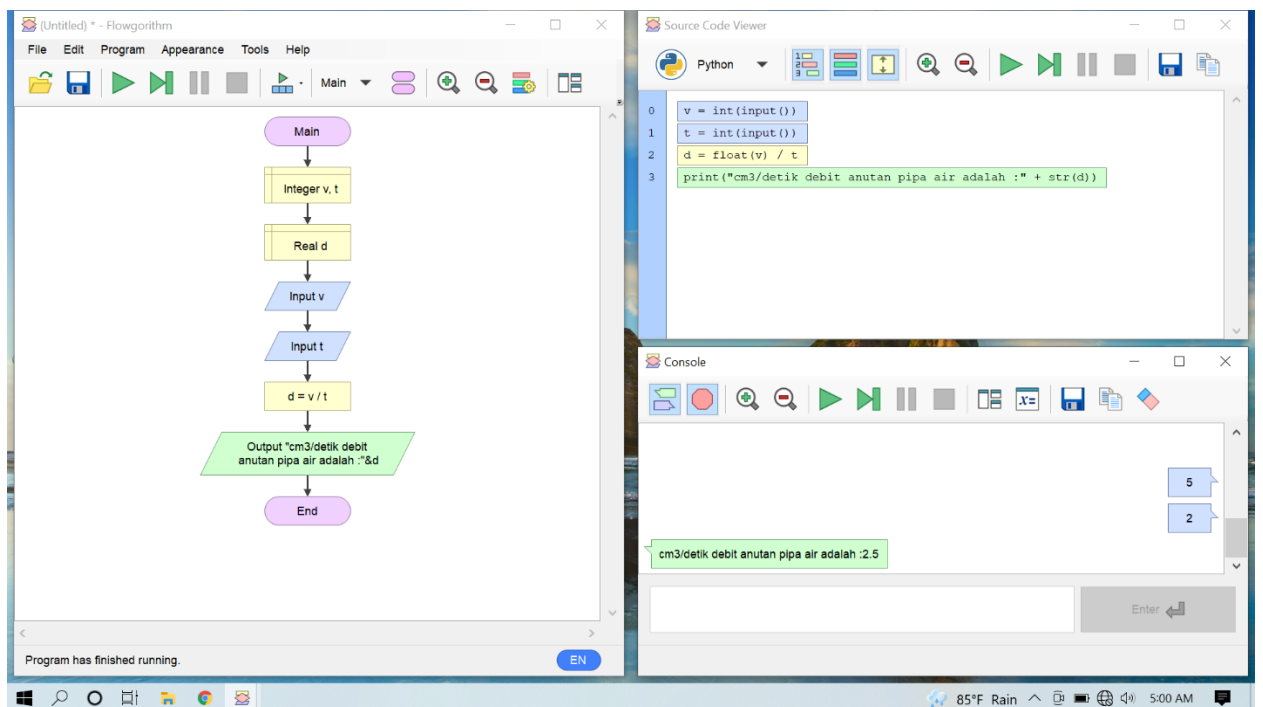 (Untitled) * - Flowgorithm
File Edit Program Appearance Tools Help
Main
Main
Integer v, t
Real d
Input v
Input t
d = v / t
Output "cm3/detik debit
anutan pipa air adalah :"&d
End
Program has finished running.
EN
Source Code Viewer
Python
0 v = int(input())
1 t = int(input())
2 d = float(v) / t
3 print("cm3/detik debit anutan pipa air adalah :" + str(d))
Console
x=
5
2
cm3/detik debit anutan pipa air adalah :2.5
Enter
85°F Rain 5:00 AM